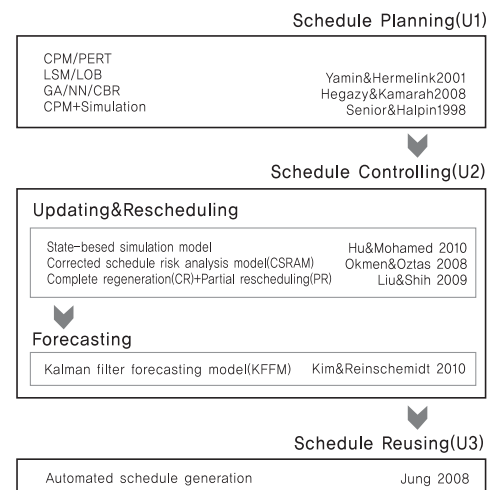 Schedule Planning(U1)
CPM/PERT
LSM/LOB
GA/NN/CBR
CPM+Simulation
Yamin&Hermelink2001
Hegazy&Kamarah2008
Senior&Halpin1998
Schedule Controlling(U2)
Updating&Rescheduling
State-besed simulation model Hu&Mohamed 2010
Corrected schedule risk analysis model(CSRAM) Okmen&Oztas 2008
Complete regeneration(CR)+Partial rescheduling(PR) Liu&Shih 2009
Forecasting
Kalman filter forecasting model(KFFM) Kim&Reinschemidt 2010
Schedule Reusing(U3)
Automated schedule generation Jung 2008